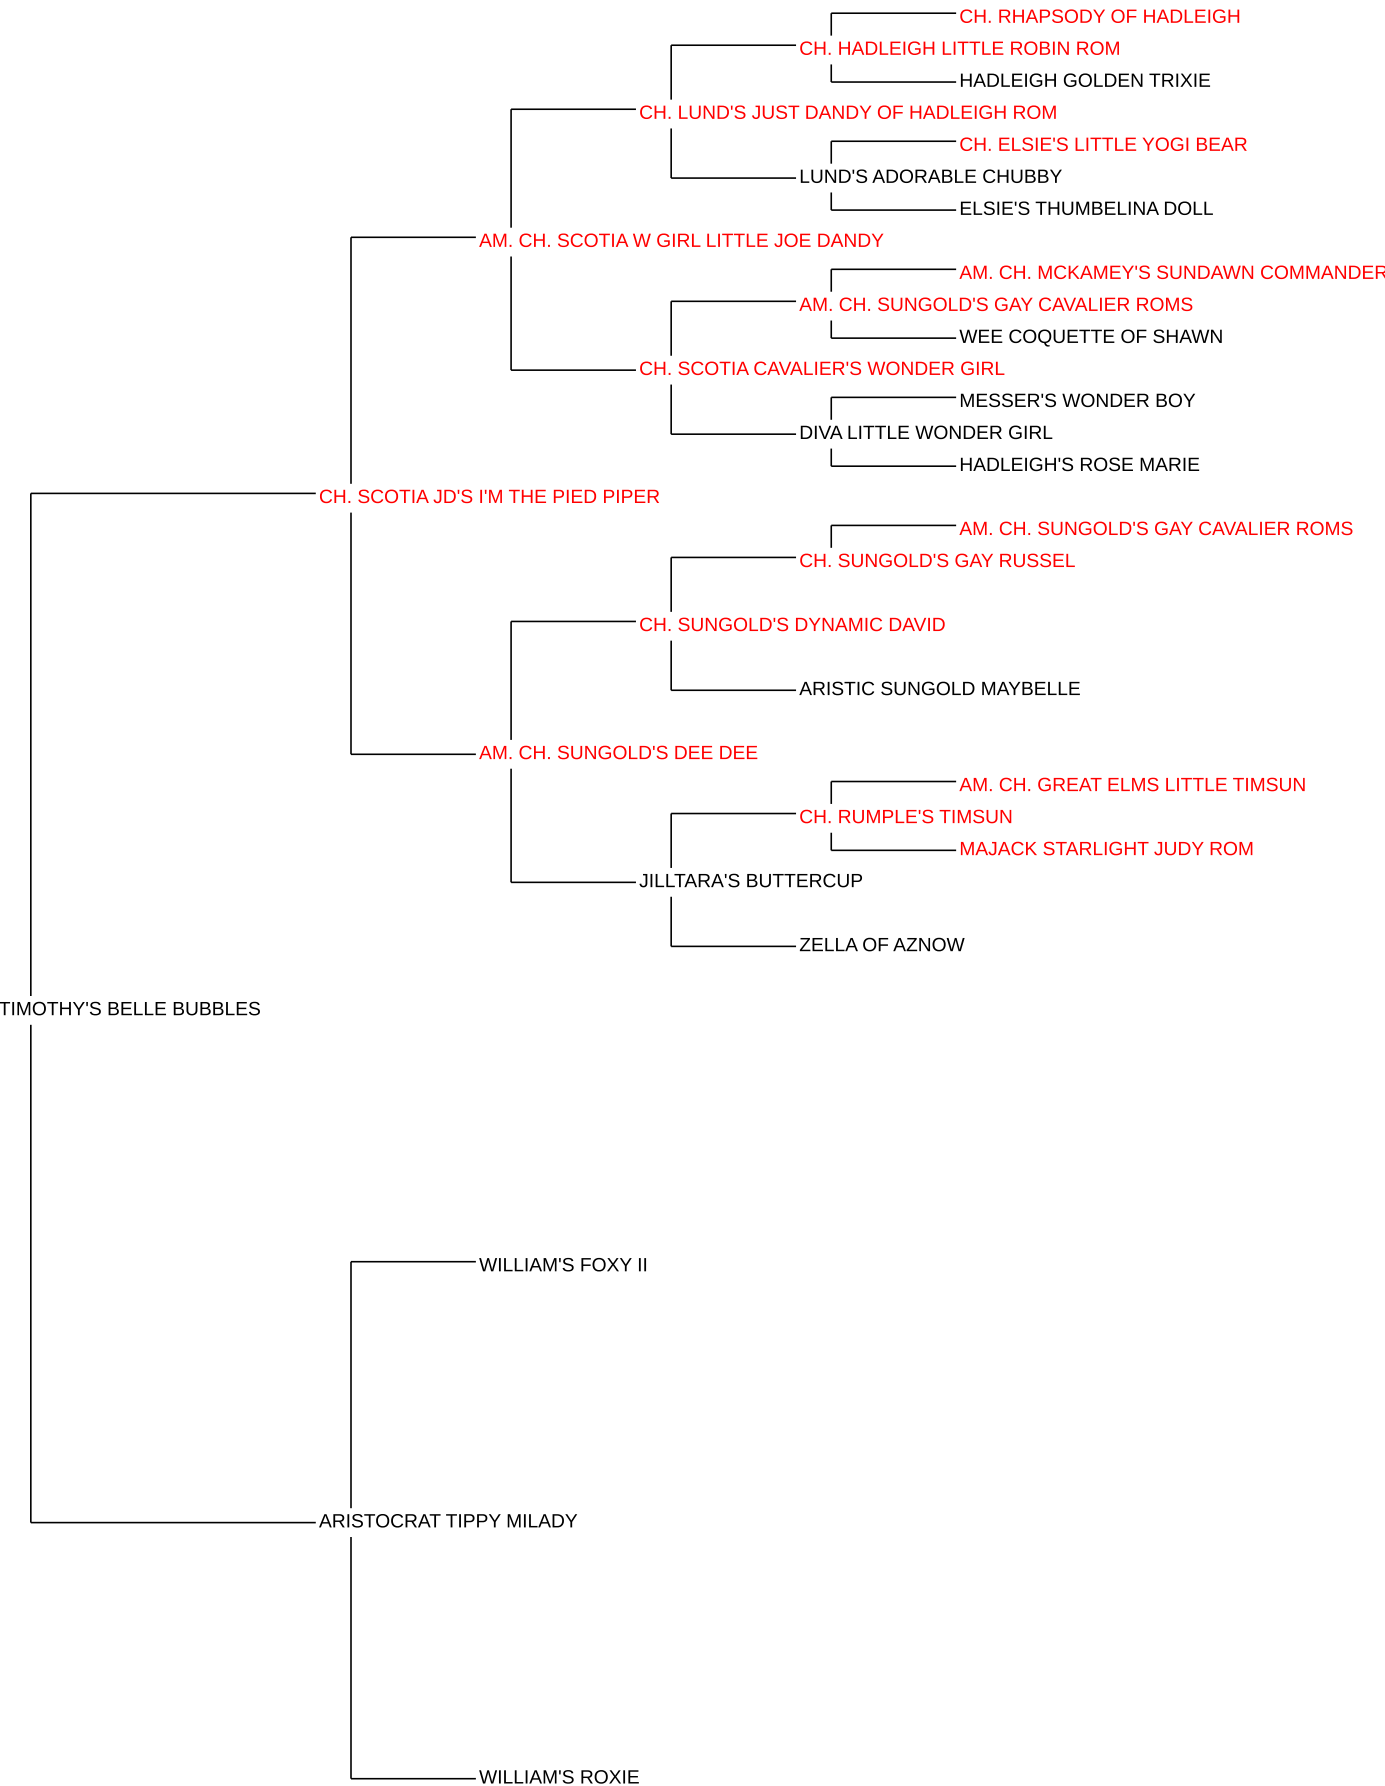 CH. RHAPSODY OF HADLEIGH
CH. HADLEIGH LITTLE ROBIN ROM
HADLEIGH GOLDEN TRIXIE
CH. LUND'S JUST DANDY OF HADLEIGH ROM
CH. ELSIE'S LITTLE YOGI BEAR
LUND'S ADORABLE CHUBBY
ELSIE'S THUMBELINA DOLL
AM. CH. SCOTIA W GIRL LITTLE JOE DANDY
AM. CH. MCKAMEY'S SUNDAWN COMMANDER
AM. CH. SUNGOLD'S GAY CAVALIER ROMS
WEE COQUETTE OF SHAWN
CH. SCOTIA CAVALIER'S WONDER GIRL
MESSER'S WONDER BOY
DIVA LITTLE WONDER GIRL
HADLEIGH'S ROSE MARIE
CH. SCOTIA JD'S I'M THE PIED PIPER
AM. CH. SUNGOLD'S GAY CAVALIER ROMS
CH. SUNGOLD'S GAY RUSSEL
CH. SUNGOLD'S DYNAMIC DAVID
ARISTIC SUNGOLD MAYBELLE
AM. CH. SUNGOLD'S DEE DEE
AM. CH. GREAT ELMS LITTLE TIMSUN
CH. RUMPLE'S TIMSUN
MAJACK STARLIGHT JUDY ROM
JILLTARA'S BUTTERCUP
ZELLA OF AZNOW
TIMOTHY'S BELLE BUBBLES
WILLIAM'S FOXY II
ARISTOCRAT TIPPY MILADY
WILLIAM'S ROXIE